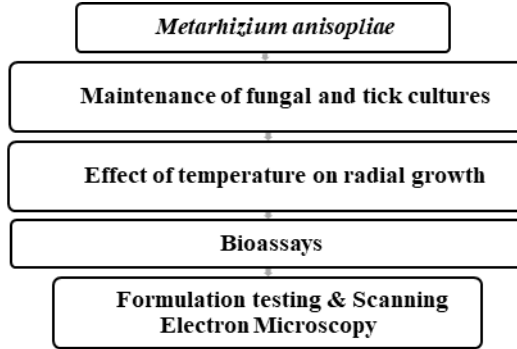 Metarhizium anisopliae
Maintenance of fungal and tick cultures
Effect of temperature on radial growth
Bioassays
Formulation testing & Scanning
Electron Microscopy